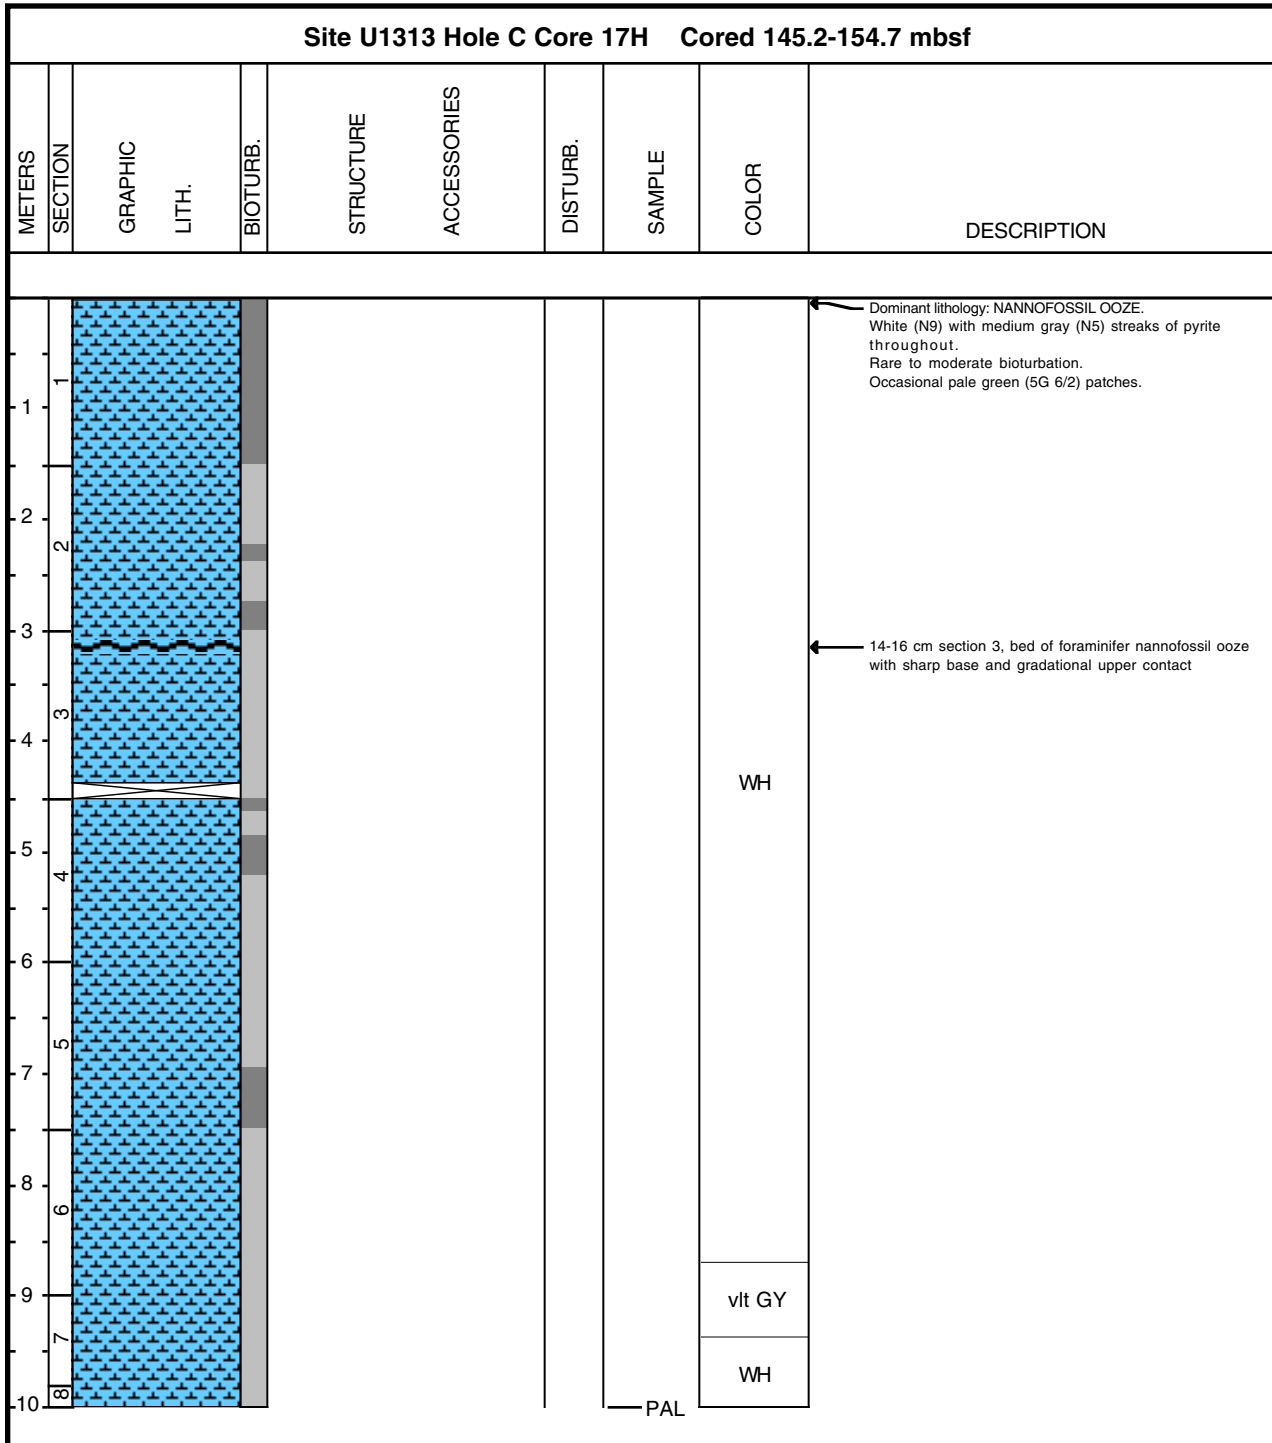 Site U1313 Hole C Core 17H Cored 145.2-154.7 mbsf
METERS
SECTION
GRAPHIC
LITH.
BIOTURB.
STRUCTURE
ACCESSORIES
DISTURB.
SAMPLE
COLOR
DESCRIPTION
Dominant lithology: NANNOFOSSIL OOZE.
White (N9) with medium gray (N5) streaks of pyrite
throughout.
Rare to moderate bioturbation.
Occasional pale green (5G 6/2) patches.
1
1
2
2
3
14-16 cm section 3, bed of foraminifer nannofossil ooze
with sharp base and gradational upper contact
3
4
WH
5
4
6
5
7
8
6
9
vlt GY
7
WH
8
10
PAL